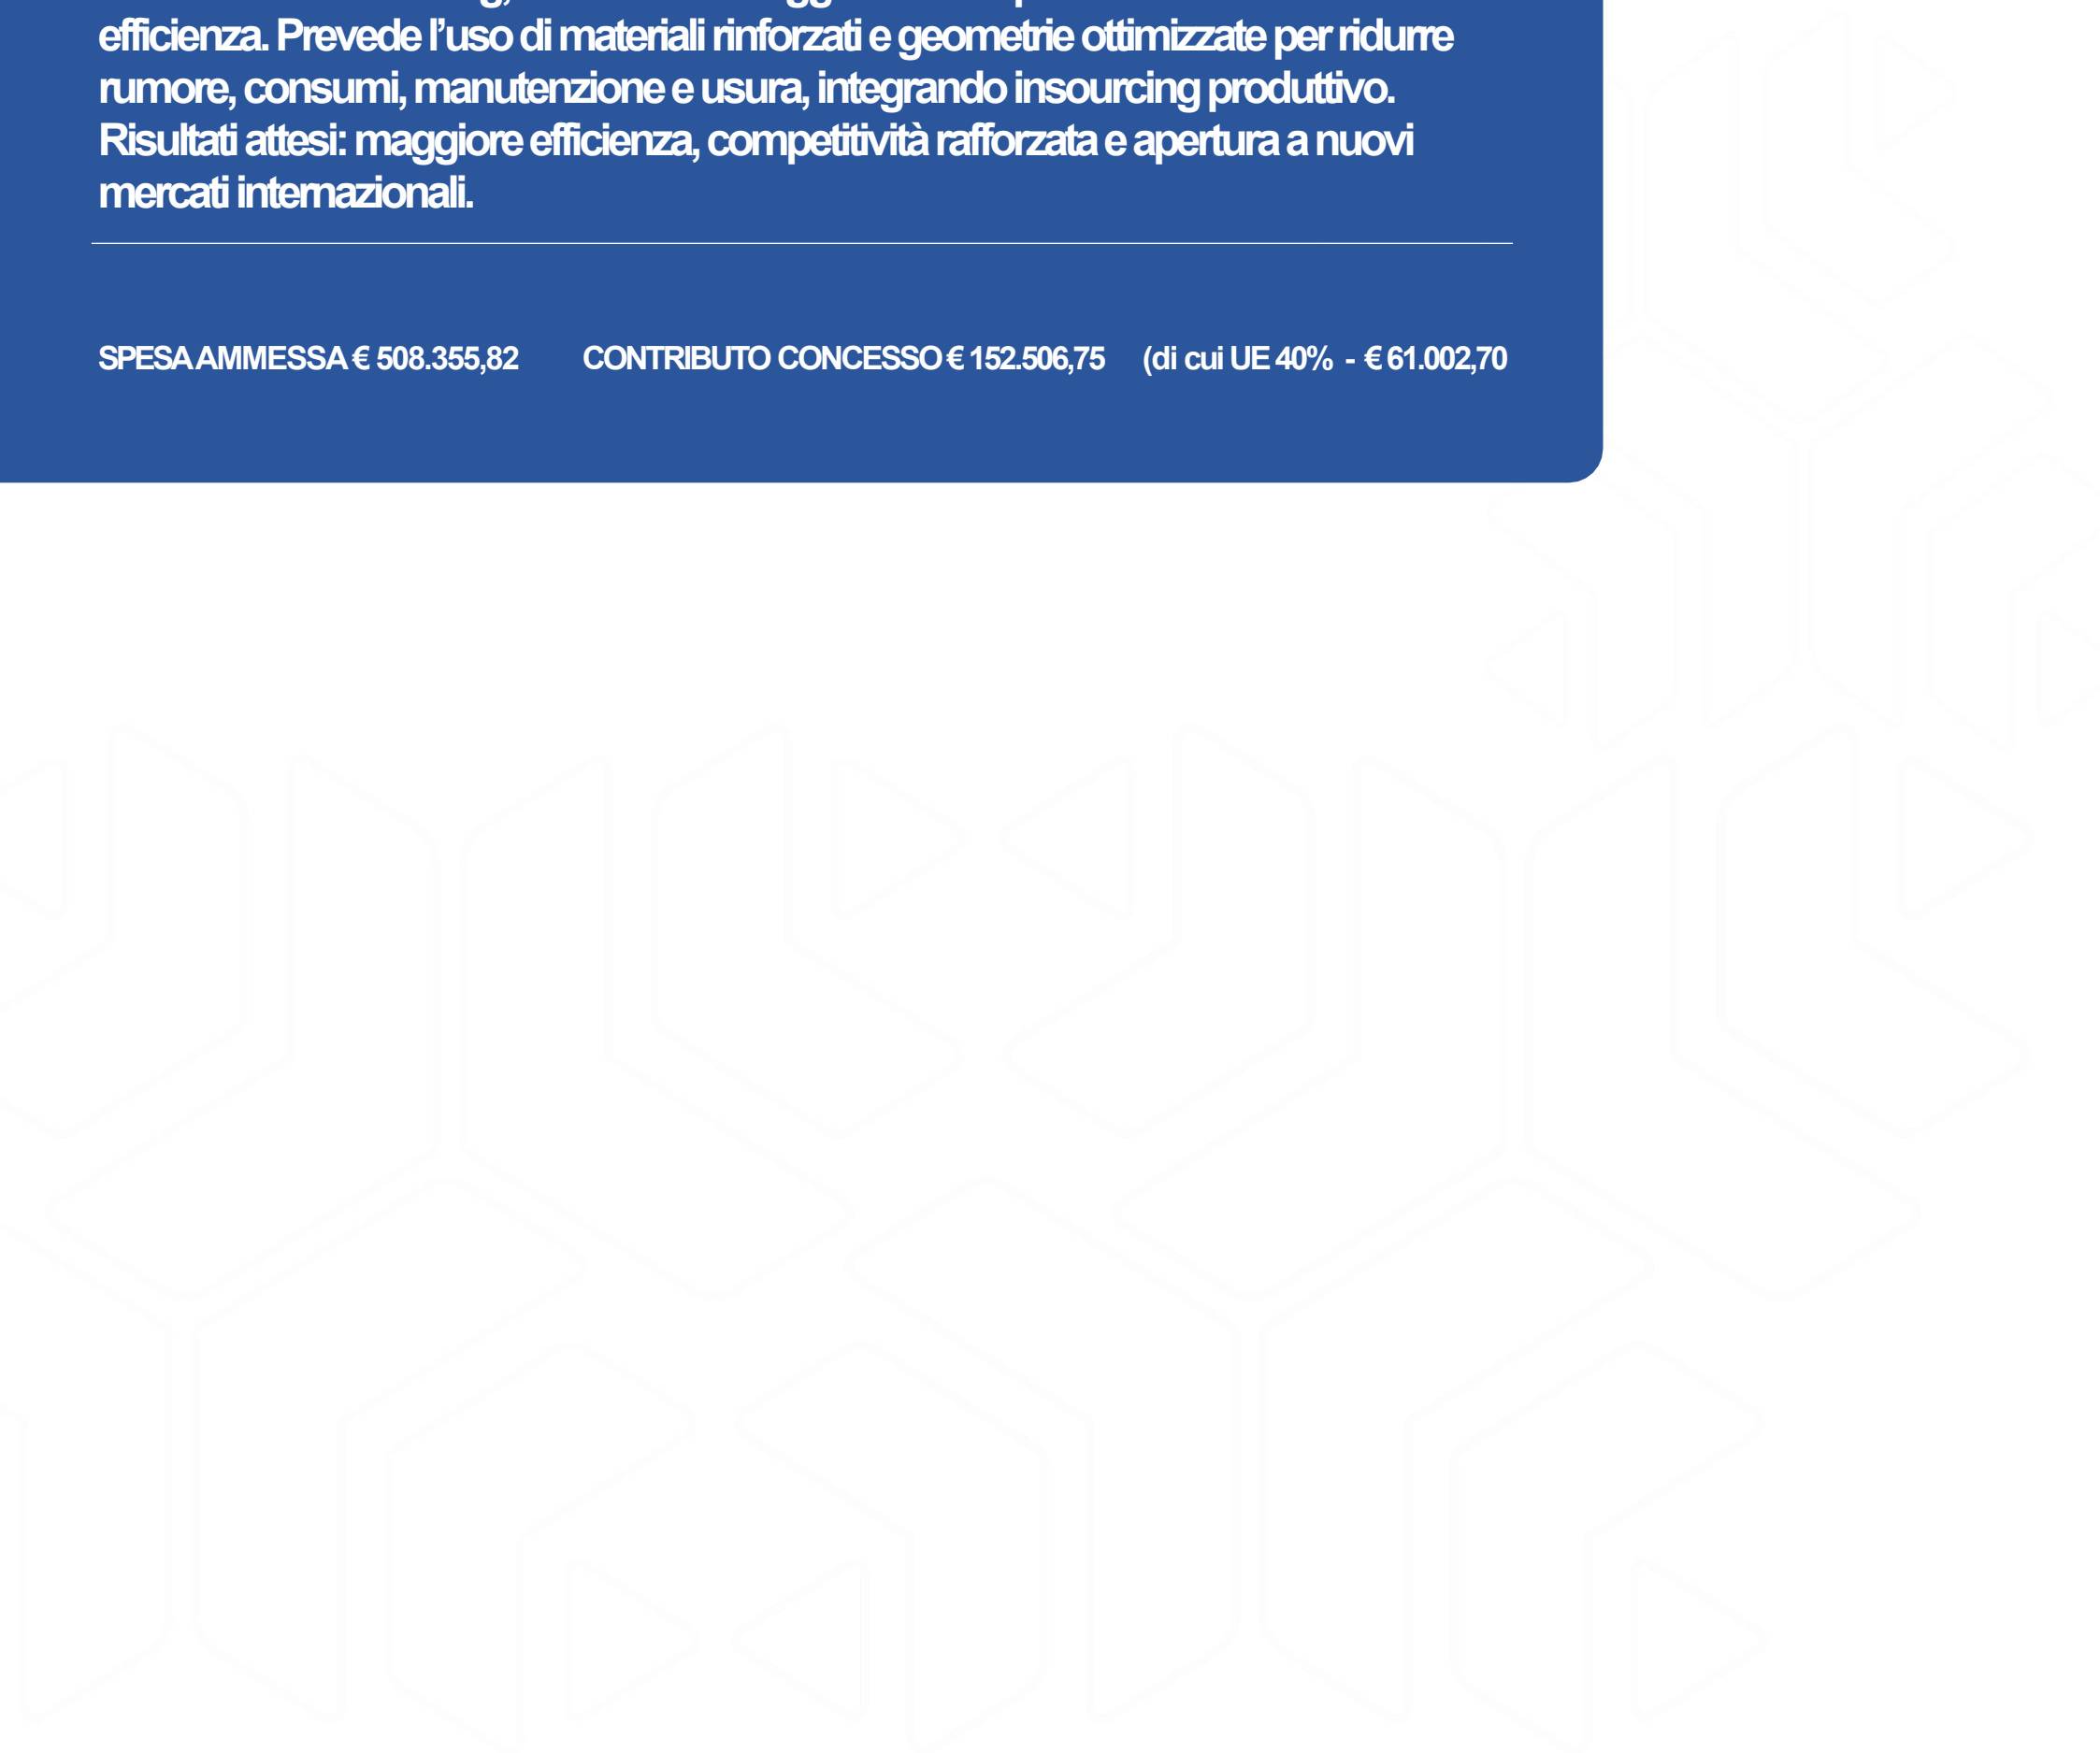 efficienza. Prevede l’uso di materiali rinforzati e geometrie ottimizzate per ridurre
rumore, consumi, manutenzione e usura, integrando insourcing produttivo.
Risultati attesi: maggiore efficienza, competitività rafforzata e apertura a nuovi
mercati internazionali.
SPESA AMMESSA € 508.355,82 CONTRIBUTO CONCESSO € 152.506,75 (di cui UE 40% - € 61.002,70